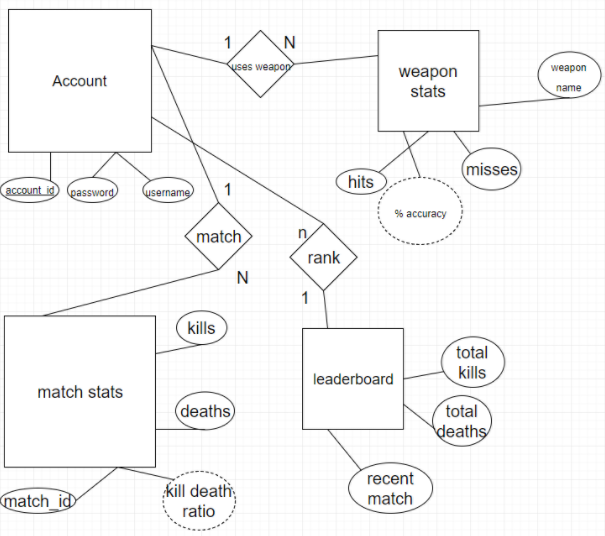 1
N
Account
uses weapon
weapon
stats
weapon
name
account_id
password
username
hits
misses
% accuracy
1
match
N
n
rank
1
kills
match stats
deaths
match_id
kill death
ratio
leaderboard
total
kills
total
deaths
recent
match